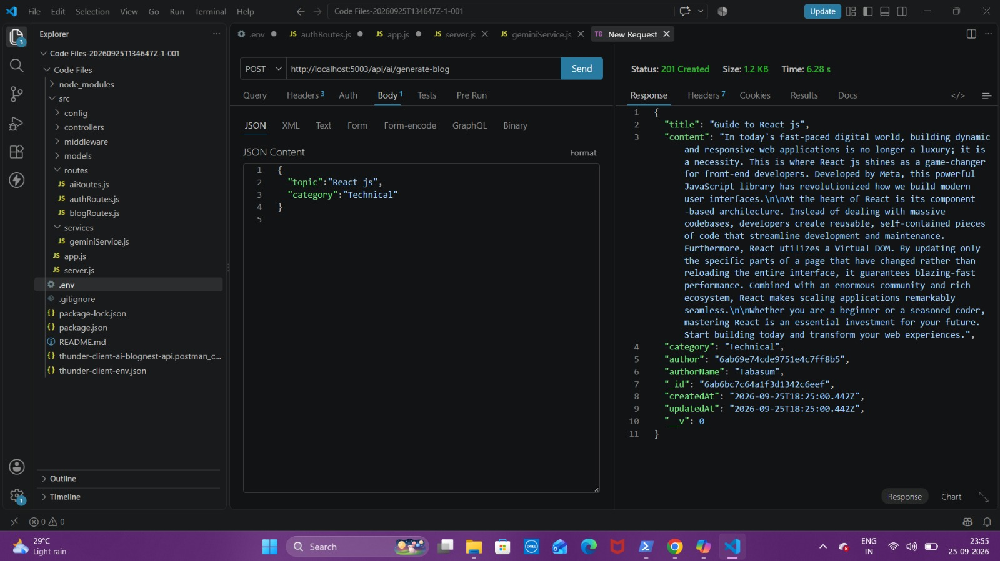 File Edit Selection View Go Run Terminal Help
Code Files-20260925T134647Z-1-001
Update
Explorer
Code Files-20260925T134647Z-1-001
Code Files
node_modules
src
config
controllers
middleware
models
routes
JS aiRoutes.js
JS authRoutes.js
JS blogRoutes.js
services
JS geminiService.js
JS app.js
JS server.js
.env
.gitignore
{} package-lock.json
{} package.json
README.md
{} thunder-client-ai-blognest-api.postman_c...
{} thunder-client-env.json
Outline
Timeline
3
1
.env
JS authRoutes.js
JS app.js
JS server.js
JS geminiService.js
TC New Request
POST http://localhost:5003/api/ai/generate-blog Send
Query Headers 3 Auth Body 1 Tests Pre Run
JSON XML Text Form Form-encode GraphQL Binary
JSON Content Format
1 {
2 "topic":"React js",
3 "category":"Technical"
4 }
5
Status: 201 Created Size: 1.2 KB Time: 6.28 s
Response Headers 7 Cookies Results Docs </>
1 {
2 "title": "Guide to React js",
3 "content": "In today's fast-paced digital world, building dynamic
and responsive web applications is no longer a luxury; it is
a necessity. This is where React js shines as a game-changer
for front-end developers. Developed by Meta, this powerful
JavaScript library has revolutionized how we build modern
user interfaces.\n\nAt the heart of React is its component
-based architecture. Instead of dealing with massive
codebases, developers create reusable, self-contained pieces
of code that streamline development and maintenance.
Furthermore, React utilizes a Virtual DOM. By updating only
the specific parts of a page that have changed rather than
reloading the entire interface, it guarantees blazing-fast
performance. Combined with an enormous community and rich
ecosystem, React makes scaling applications remarkably
seamless.\n\nWhether you are a beginner or a seasoned coder,
mastering React is an essential investment for your future.
Start building today and transform your web experiences.",
4 "category": "Technical",
5 "author": "6ab69e74cde9751e4c7ff8b5",
6 "authorName": "Tabasum",
7 "_id": "6ab6bc7c64a1f3d1342c6eef",
8 "createdAt": "2026-09-25T18:25:00.442Z",
9 "updatedAt": "2026-09-25T18:25:00.442Z",
10 "__v": 0
11 }
Response Chart
0 0
29°C
Light rain
Search
DELL
ENG
IN
23:55
25-09-2026